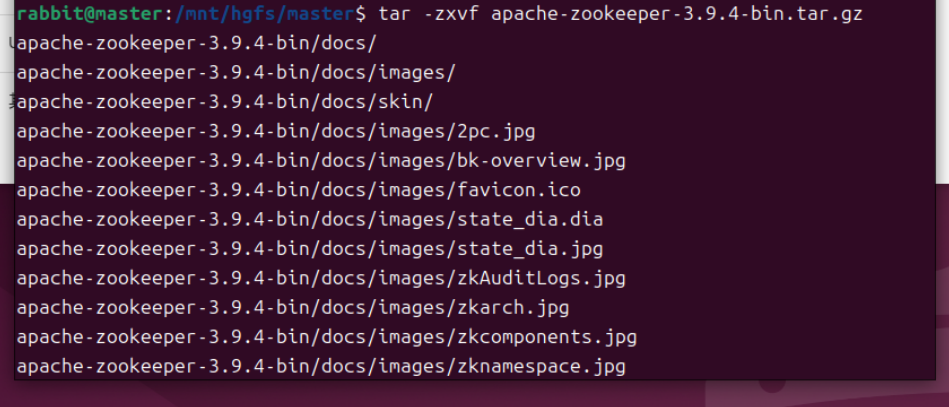 rabbit@master:/mnt/hgfs/master$ tar -zxvf apache-zookeeper-3.9.4-bin.tar.gz
apache-zookeeper-3.9.4-bin/docs/
apache-zookeeper-3.9.4-bin/docs/images/
apache-zookeeper-3.9.4-bin/docs/skin/
apache-zookeeper-3.9.4-bin/docs/images/2pc.jpg
apache-zookeeper-3.9.4-bin/docs/images/bk-overview.jpg
apache-zookeeper-3.9.4-bin/docs/images/favicon.ico
apache-zookeeper-3.9.4-bin/docs/images/state_dia.dia
apache-zookeeper-3.9.4-bin/docs/images/state_dia.jpg
apache-zookeeper-3.9.4-bin/docs/images/zkAuditLogs.jpg
apache-zookeeper-3.9.4-bin/docs/images/zkarch.jpg
apache-zookeeper-3.9.4-bin/docs/images/zkcomponents.jpg
apache-zookeeper-3.9.4-bin/docs/images/zknamespace.jpg